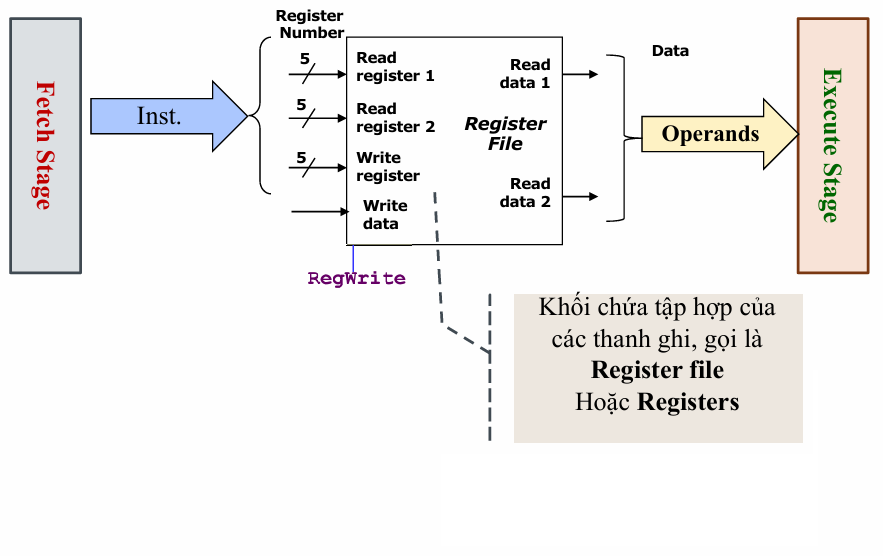 Fetch Stage
Inst.
Register
Number
5
Read
register 1
5
Read
register 2
5
Write
register
Write
data
RegWrite
Register
File
Read
data 1
Read
data 2
Data
Operands
Execute Stage
Khối chứa tập hợp của
các thanh ghi, gọi là
Register file
Hoặc Registers